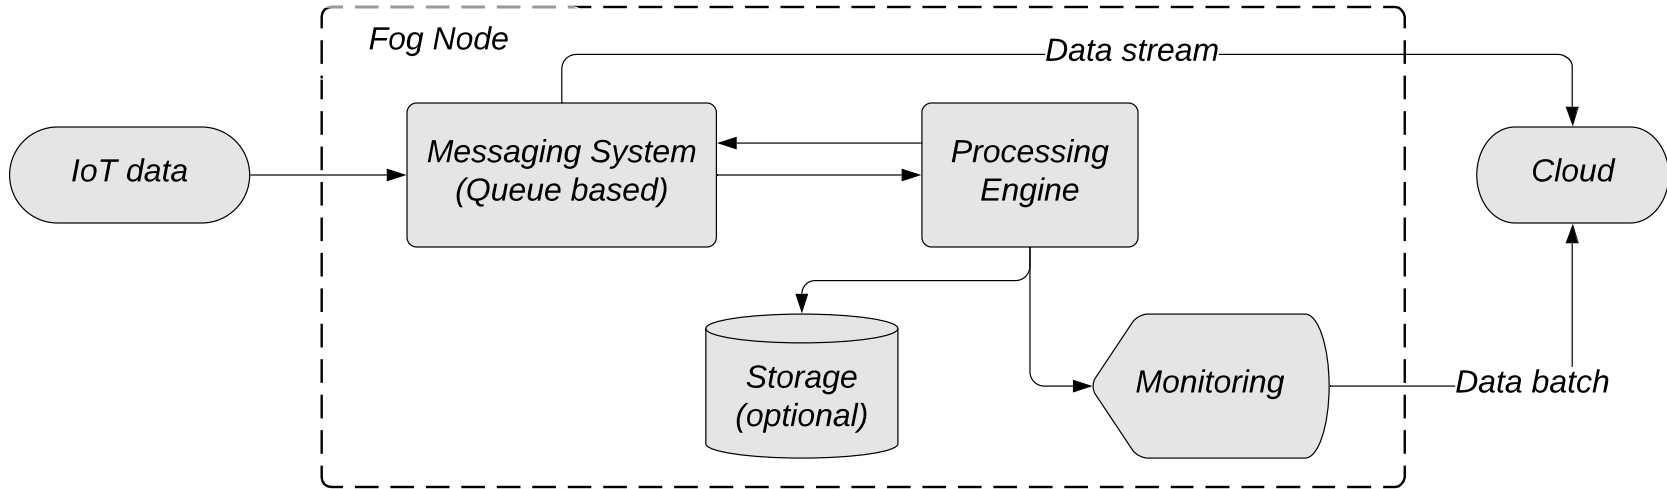 Fog Node
Data stream
IoT data
Messaging System
(Queue based)
Processing
Engine
Cloud
Storage
(optional)
Monitoring
Data batch